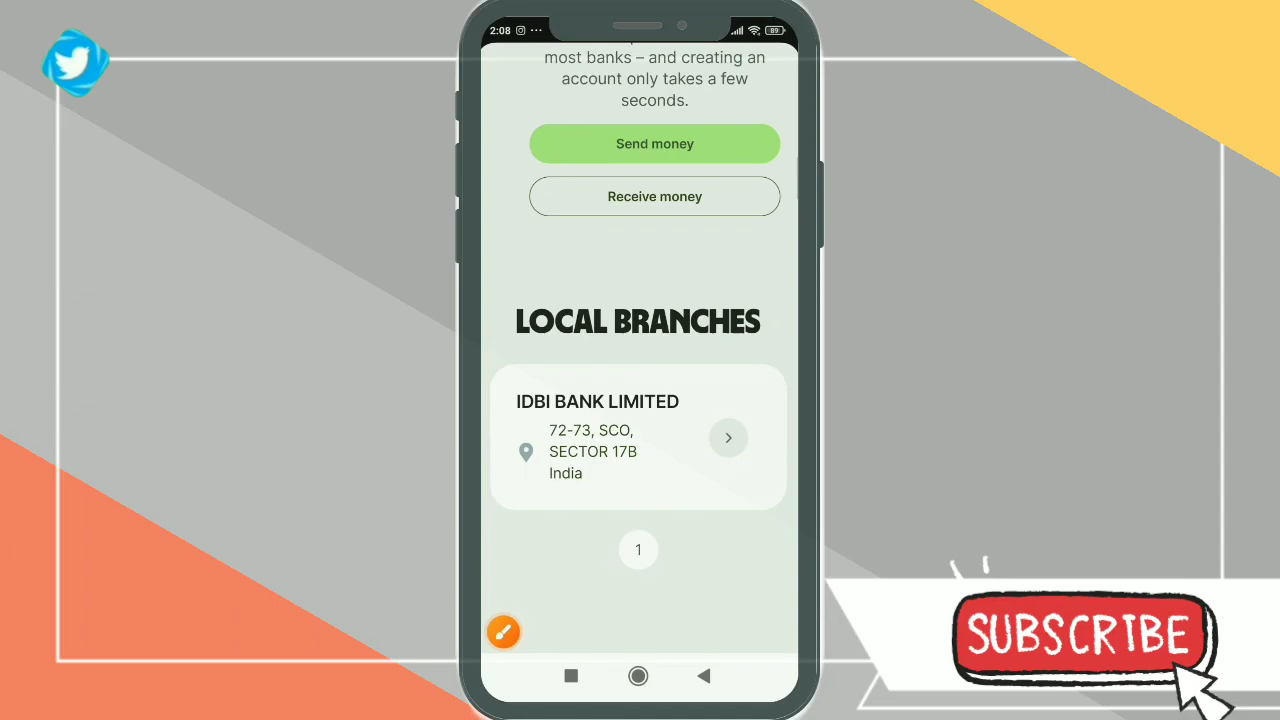 2:08
89
most banks – and creating an
account only takes a few
seconds.
Send money
Receive money
LOCAL BRANCHES
IDBI BANK LIMITED
72-73, SCO,
SECTOR 17B
India
1
SUBSCRIBE